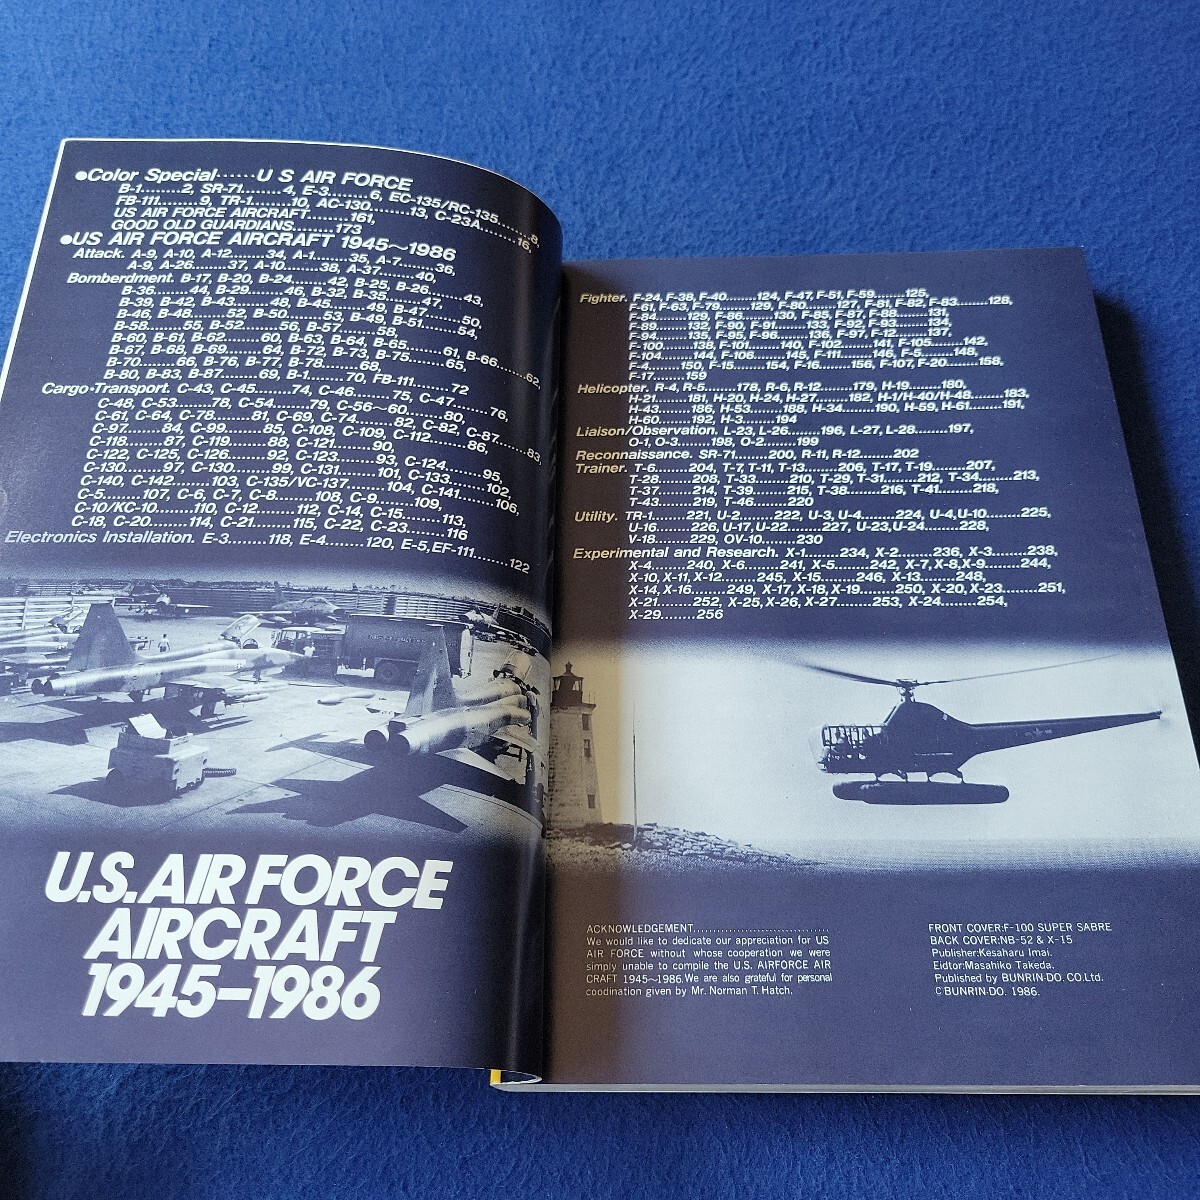 ●Color Special······U S AIR FORCE
B-1........2, SR-71........4, E-3........6, EC-135/RC-135........8,
FB-111........9, TR-1........10, AC-130........13, C-23A........16,
US AIR FORCE AIRCRAFT........161,
GOOD OLD GUARDIANS........173
●US AIR FORCE AIRCRAFT 1945〜1986
Attack. A-9, A-10, A-12........34, A-1........35, A-7........36,
A-9, A-26........37, A-10........38, A-37........40,
Bomberdment. B-17, B-20, B-24........42, B-25, B-26........43,
B-36........44, B-29........46, B-32, B-35........47,
B-39, B-42, B-43........48, B-45........49, B-47........50,
B-46, B-48........52, B-50........53, B-49, B-51........54,
B-58........55, B-52........56, B-57........58,
B-60, B-61, B-62........60, B-63, B-64, B-65........61, B-66........62,
B-67, B-68, B-69........64, B-72, B-73, B-75........65,
B-70........66, B-76, B-77, B-78........68,
B-80, B-83, B-87........69, B-1........70, FB-111........72
Cargo•Transport. C-43, C-45........74, C-46........75, C-47........76,
C-48, C-53........78, C-54........79, C-56〜60........80,
C-61, C-64, C-78........81, C-69, C-74........82, C-82, C-87........83,
C-97........84, C-99........85, C-108, C-109, C-112........86,
C-118........87, C-119........88, C-121........90,
C-122, C-125, C-126........92, C-123........93, C-124........95,
C-130........97, C-130........99, C-131........101, C-133........102,
C-140, C-142........103, C-135/VC-137........104, C-141........106,
C-5........107, C-6, C-7, C-8........108, C-9........109,
C-10/KC-10........110, C-12........112, C-14, C-15........113,
C-18, C-20........114, C-21........115, C-22, C-23........116
Electronics Installation. E-3........118, E-4........120, E-5,EF-111........122
U.S.AIR FORCE
AIRCRAFT
1945-1986
Fighter. F-24, F-38, F-40........124, F-47, F-51, F-59........125,
F-61, F-63, F-79........129, F-80........127, F-81, F-82, F-83........128,
F-84........129, F-86........130, F-85, F-87, F-88........131,
F-89........132, F-90, F-91........133, F-92, F-93........134,
F-94........135, F-95, F-96........136, F-97, F-12........137,
F-100........138, F-101........140, F-102........141, F-105........142,
F-104........144, F-106........145, F-111........146, F-5........148,
F-4........150, F-15........154, F-16........156, F-107, F-20........158,
F-17........159
Helicopter. R-4, R-5........178, R-6, R-12........179, H-19........180,
H-21........181, H-20, H-24, H-27........182, H-1/H-40/H-48........183,
H-43........186, H-53........188, H-34........190, H-59, H-61........191,
H-60........192, H-3........194
Liaison/Observation. L-23, L-26........196, L-27, L-28........197,
O-1, O-3........198, O-2........199
Reconnaissance. SR-71........200, R-11, R-12........202
Trainer. T-6........204, T-7, T-11, T-13........206, T-17, T-19........207,
T-28........208, T-33........210, T-29, T-31........212, T-34........213,
T-37........214, T-39........215, T-38........216, T-41........218,
T-43........219, T-46........220
Utility. TR-1........221, U-2........222, U-3, U-4........224, U-4, U-10........225,
U-16........226, U-17, U-22........227, U-23,U-24........228,
V-18........229, OV-10........230
Experimental and Research. X-1........234, X-2........236, X-3........238,
X-4........240, X-6........241, X-5........242, X-7, X-8,X-9........244,
X-10, X-11, X-12........245, X-15........246, X-13........248,
X-14, X-16........249, X-17, X-18, X-19........250, X-20, X-23........251,
X-21........252, X-25, X-26, X-27........253, X-24........254,
X-29........256
ACKNOWLEDGEMENT................................
We would like to dedicate our appreciation for US
AIR FORCE without whose cooperation we were
simply unable to compile the U.S. AIRFORCE AIR
CRAFT 1945〜1986.We are also grateful for personal
coodination given by Mr. Norman T. Hatch.
FRONT COVER:F-100 SUPER SABRE
BACK COVER:NB-52 & X-15
Publisher:Kesaharu Imai.
Eidtor:Masahiko Takeda.
Published by BUNRIN-DO. CO.Ltd.
©BUNRIN-DO. 1986.